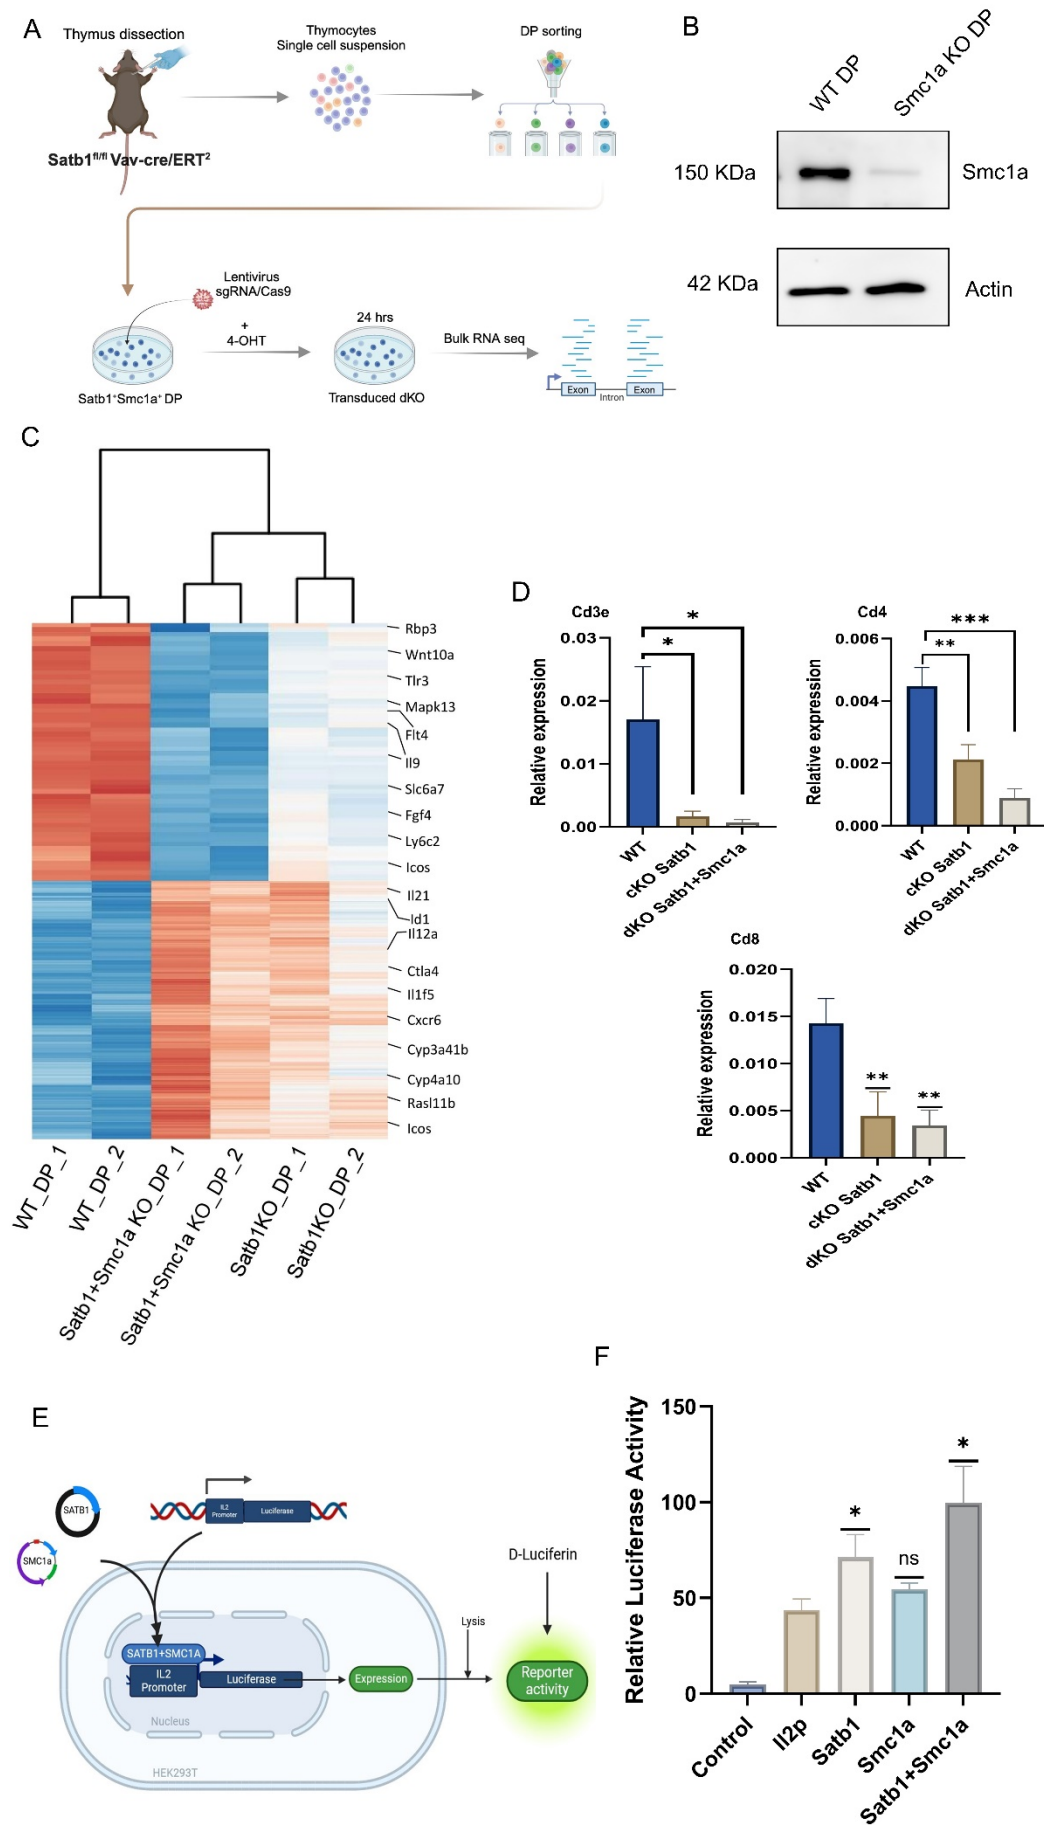 A
Thymus dissection
Thymocytes
Single cell suspension
DP sorting
Satb1fl/fl Vav-cre/ERT2
Lentivirus
sgRNA/Cas9
+
4-OHT
24 hrs
Bulk RNA seq
Satb1+Smc1a+ DP
Transduced dKO
Exon
Intron
Exon
B
WT DP
Smc1a KO DP
150 KDa
Smc1a
42 KDa
Actin
C
Rbp3
Wnt10a
Tlr3
Mapk13
Flt4
Il9
Slc6a7
Fgf4
Ly6c2
Icos
Il21
Id1
Il12a
Ctla4
Il1f5
Cxcr6
Cyp3a41b
Cyp4a10
Rasl11b
Icos
WT_DP_1
WT_DP_2
Satb1+Smc1a KO_DP_1
Satb1+Smc1a KO_DP_2
Satb1KO_DP_1
Satb1KO_DP_2
D
Cd3e
Relative expression
0.03
0.02
0.01
0.00
*
*
WT
cKO Satb1
dKO Satb1+Smc1a
Cd4
Relative expression
0.006
0.004
0.002
0.000
***
**
WT
cKO Satb1
dKO Satb1+Smc1a
Cd8
Relative expression
0.020
0.015
0.010
0.005
0.000
**
**
WT
cKO Satb1
dKO Satb1+Smc1a
E
SATB1
SMC1a
IL2
Promoter
Luciferase
SATB1+SMC1A
IL2
Promoter
Luciferase
Nucleus
HEK293T
Expression
Lysis
D-Luciferin
Reporter
activity
F
Relative Luciferase Activity
150
100
50
0
*
ns
*
Control
Il2p
Satb1
Smc1a
Satb1+Smc1a